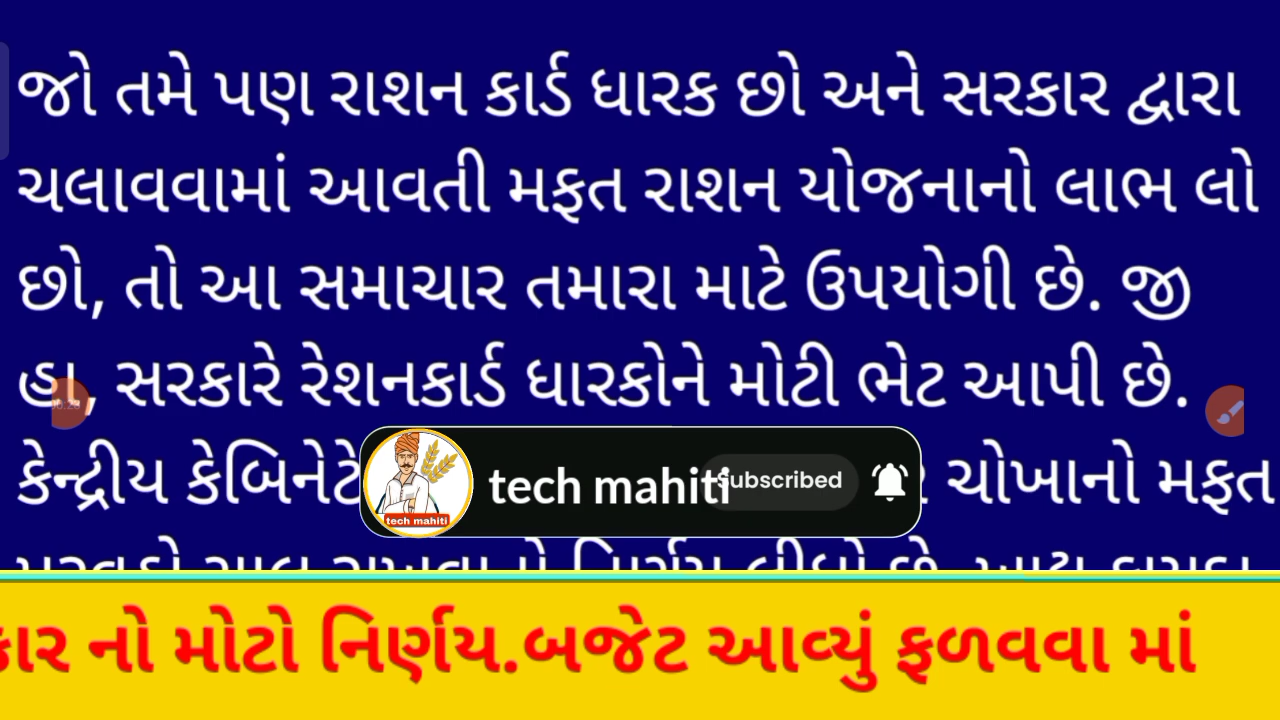 જો તમે પણ રાશન કાર્ડ ધારક છો અને સરકાર દ્વારા
ચલાવવામાં આવતી મફત રાશન યોજનાનો લાભ લો
છો, તો આ સમાચાર તમારા માટે ઉપયોગી છે. જી
હા, સરકારે રેશનકાર્ડ ધારકોને મોટી ભેટ આપી છે.
કેન્દ્રીય કેબિનેટે ચોખાનો મફત
tech mahiti Subscribed
tech mahiti
નો મોટો નિર્ણય.બજેટ આવ્યું ફળવવા માં